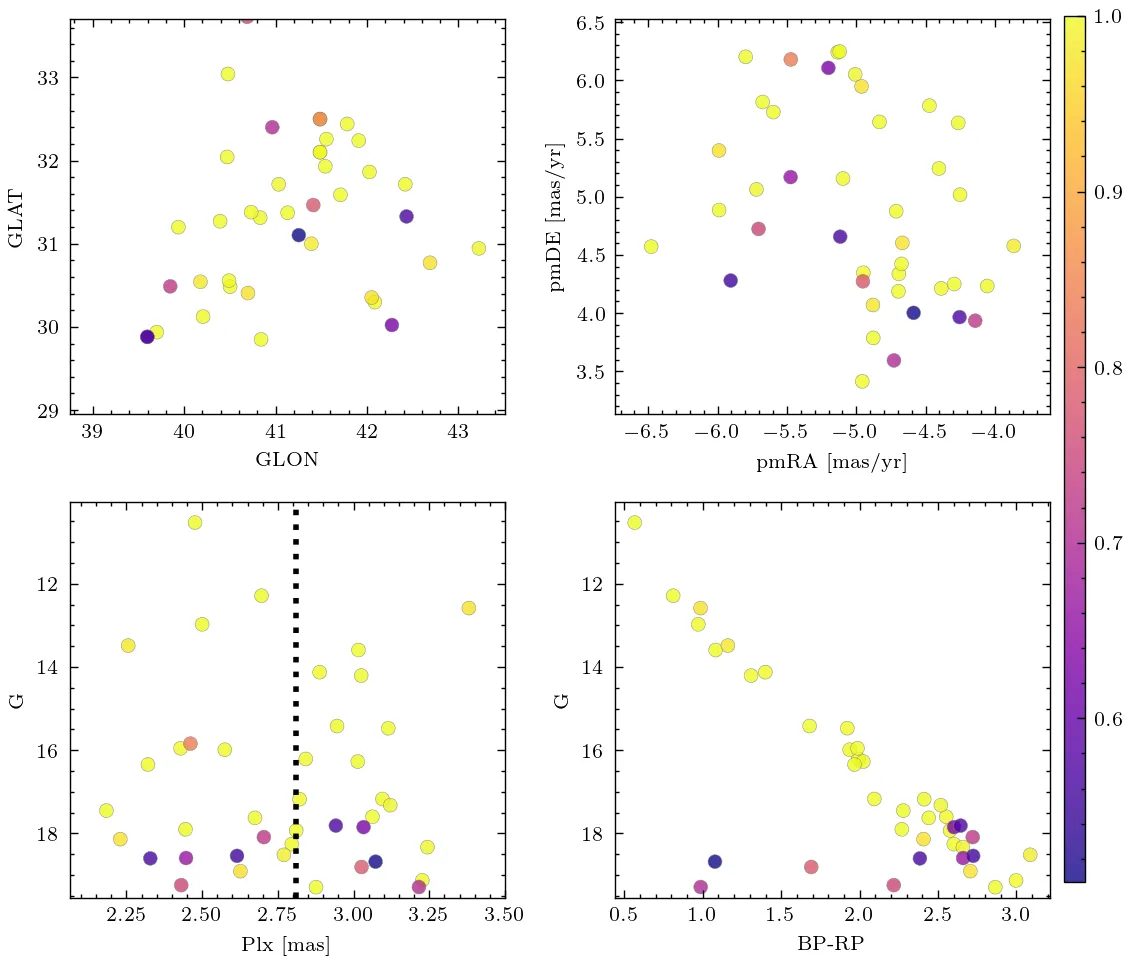 33
32
31
30
29
GLAT
39 40 41 42 43
GLON
6.5
6.0
5.5
5.0
4.5
4.0
3.5
pmDE [mas/yr]
−6.5 −6.0 −5.5 −5.0 −4.5 −4.0
pmRA [mas/yr]
1.0
0.9
0.8
0.7
0.6
12
14
16
18
G
2.25 2.50 2.75 3.00 3.25 3.50
Plx [mas]
12
14
16
18
G
0.5 1.0 1.5 2.0 2.5 3.0
BP-RP